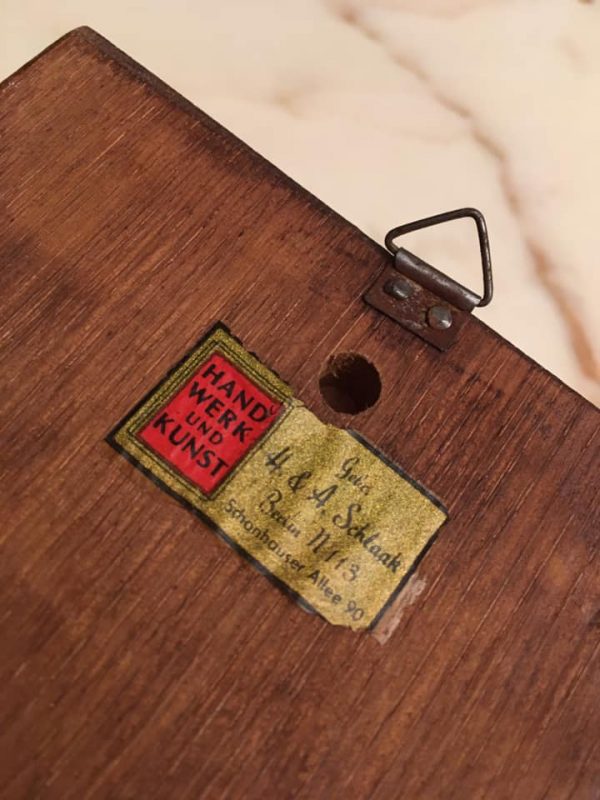 HAND
WERK
UND
KUNST
Gebr.
H. & A. Schlaak
Berlin N113
Schönhauser Allee 90